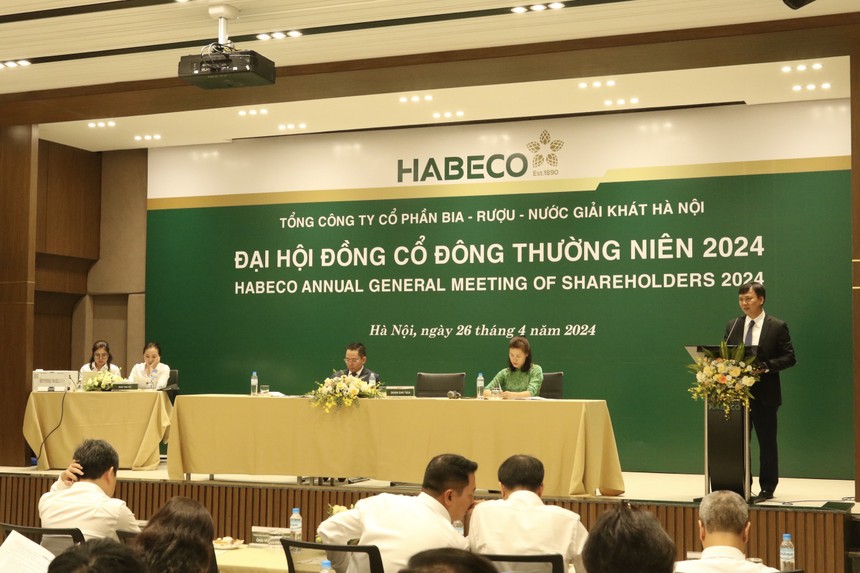 HABECO
Est.1890
TỔNG CÔNG TY CỔ PHẦN BIA - RƯỢU - NƯỚC GIẢI KHÁT HÀ NỘI
ĐẠI HỘI ĐỒNG CỔ ĐÔNG THƯỜNG NIÊN 2024
HABECO ANNUAL GENERAL MEETING OF SHAREHOLDERS 2024
Hà Nội, ngày 26 tháng 4 năm 2024
HABECO